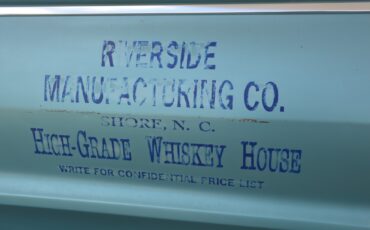 RIVERSIDE
MANUFACTURING CO.
SHORE, N. C.
HIGH-GRADE WHISKEY HOUSE
WRITE FOR CONFIDENTIAL PRICE LIST